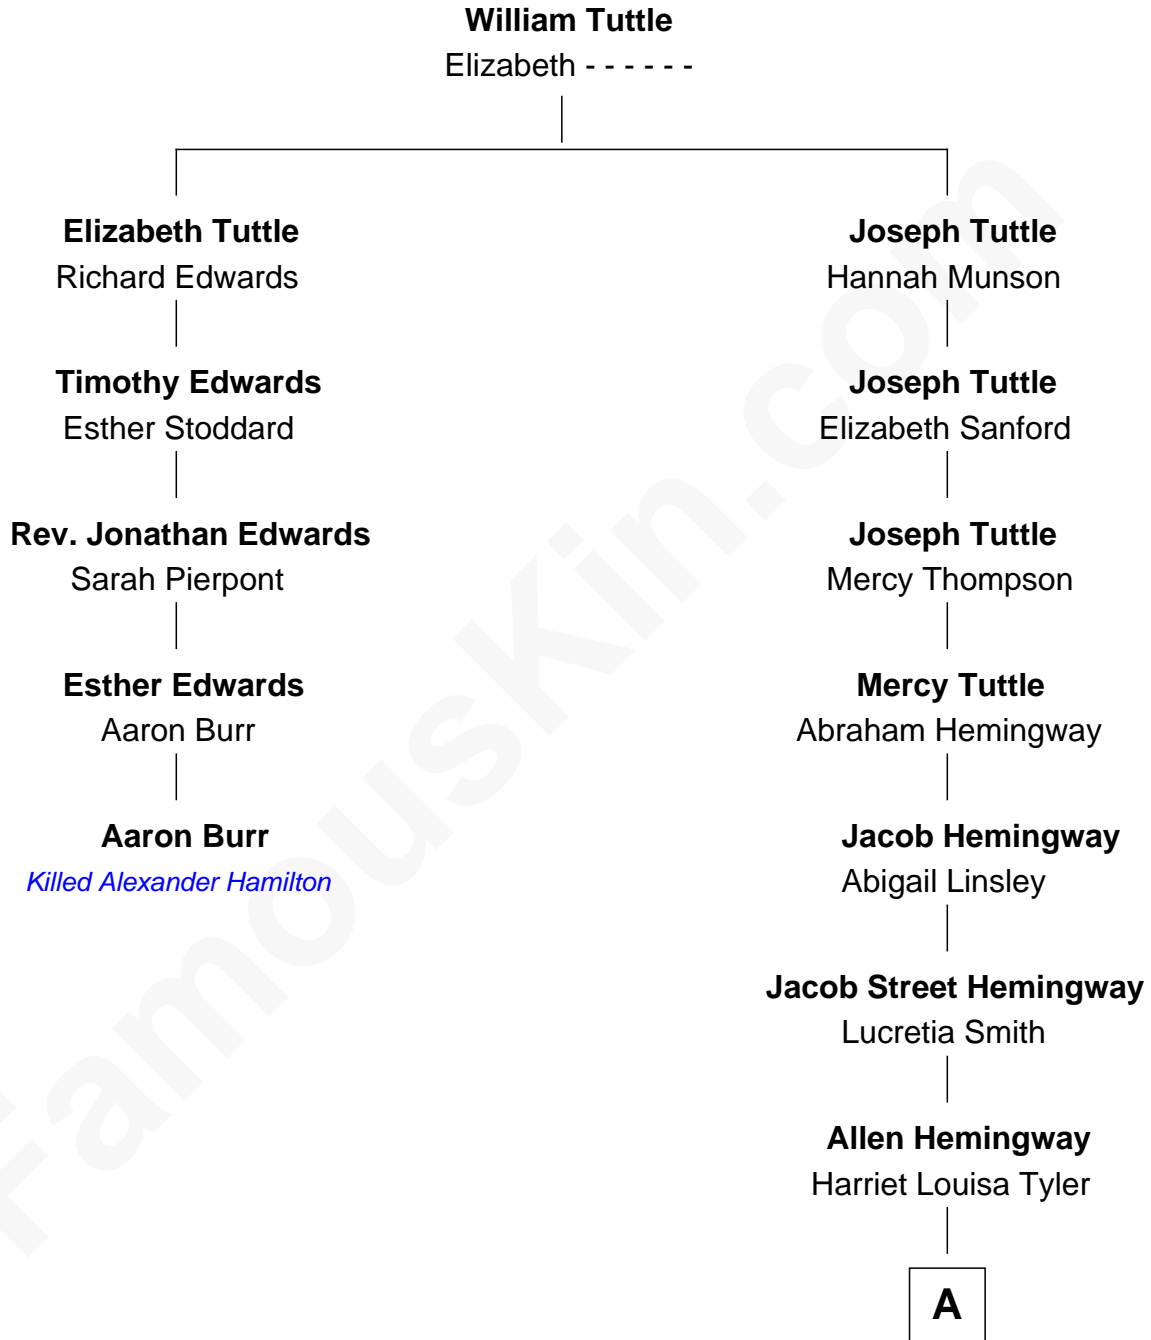 William Tuttle
Elizabeth - - - - - -
Elizabeth Tuttle
Richard Edwards
Timothy Edwards
Esther Stoddard
Rev. Jonathan Edwards
Sarah Pierpont
Esther Edwards
Aaron Burr
Aaron Burr
Killed Alexander Hamilton
Joseph Tuttle
Hannah Munson
Joseph Tuttle
Elizabeth Sanford
Joseph Tuttle
Mercy Thompson
Mercy Tuttle
Abraham Hemingway
Jacob Hemingway
Abigail Linsley
Jacob Street Hemingway
Lucretia Smith
Allen Hemingway
Harriet Louisa Tyler
A
FamousKin.com